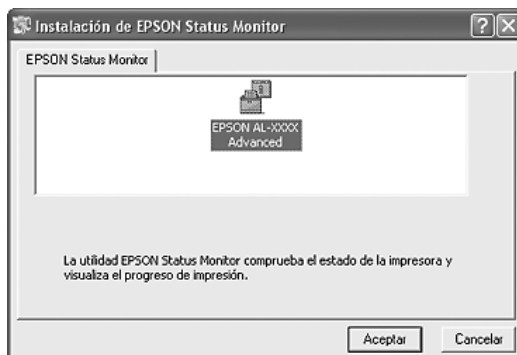 Instalación de EPSON Status Monitor
EPSON Status Monitor
EPSON AL-XXXX
Advanced
La utilidad EPSON Status Monitor comprueba el estado de la impresora y
visualiza el progreso de impresión.
Aceptar
Cancelar